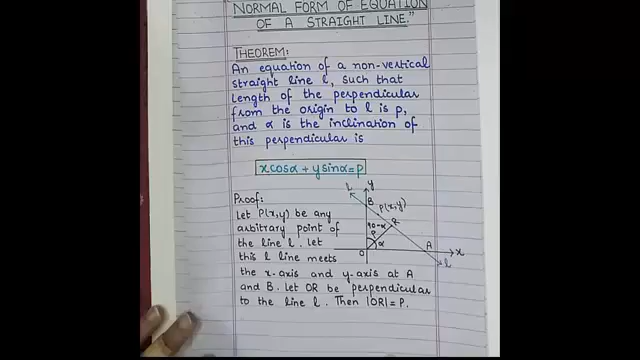 NORMAL FORM OF EQUATION
OF A STRAIGHT LINE."
THEOREM:
An equation of a non-vertical
straight line l, such that
length of the perpendicular
from the origin to l is p,
and α is the inclination of
this perpendicular is
xcosα + ysinα = p
Proof:
Let P(x,y) be any
arbitrary point of
the line l. Let
this l line meets
the x-axis and y-axis at A
and B. Let OR be perpendicular
to the line l. Then |OR| = P.
l
y
B
P(x,y)
R
90-α
P
α
O
A
x
l